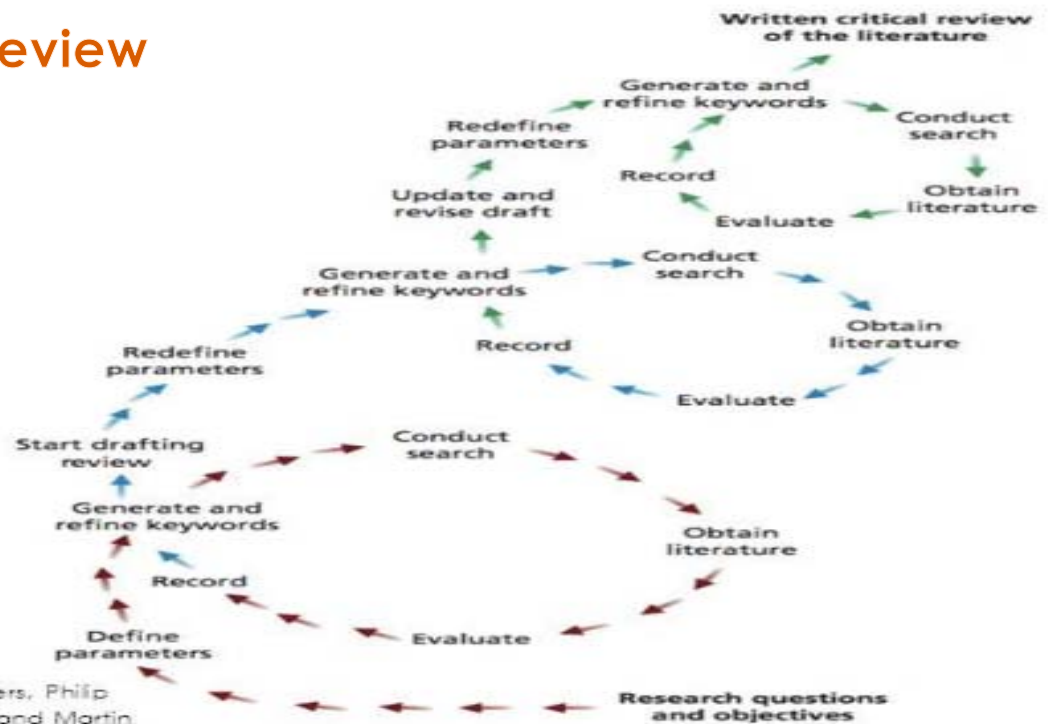 eview
Written critical review
of the literature
Generate and
refine keywords
Conduct
search
Redefine
parameters
Record
Obtain
literature
Update and
revise draft
Evaluate
Generate and
refine keywords
Conduct
search
Record
Obtain
literature
Redefine
parameters
Evaluate
Start drafting
review
Conduct
search
Generate and
refine keywords
Obtain
literature
Record
Define
parameters
Evaluate
ers, Philip
and Martin
Research questions
and objectives